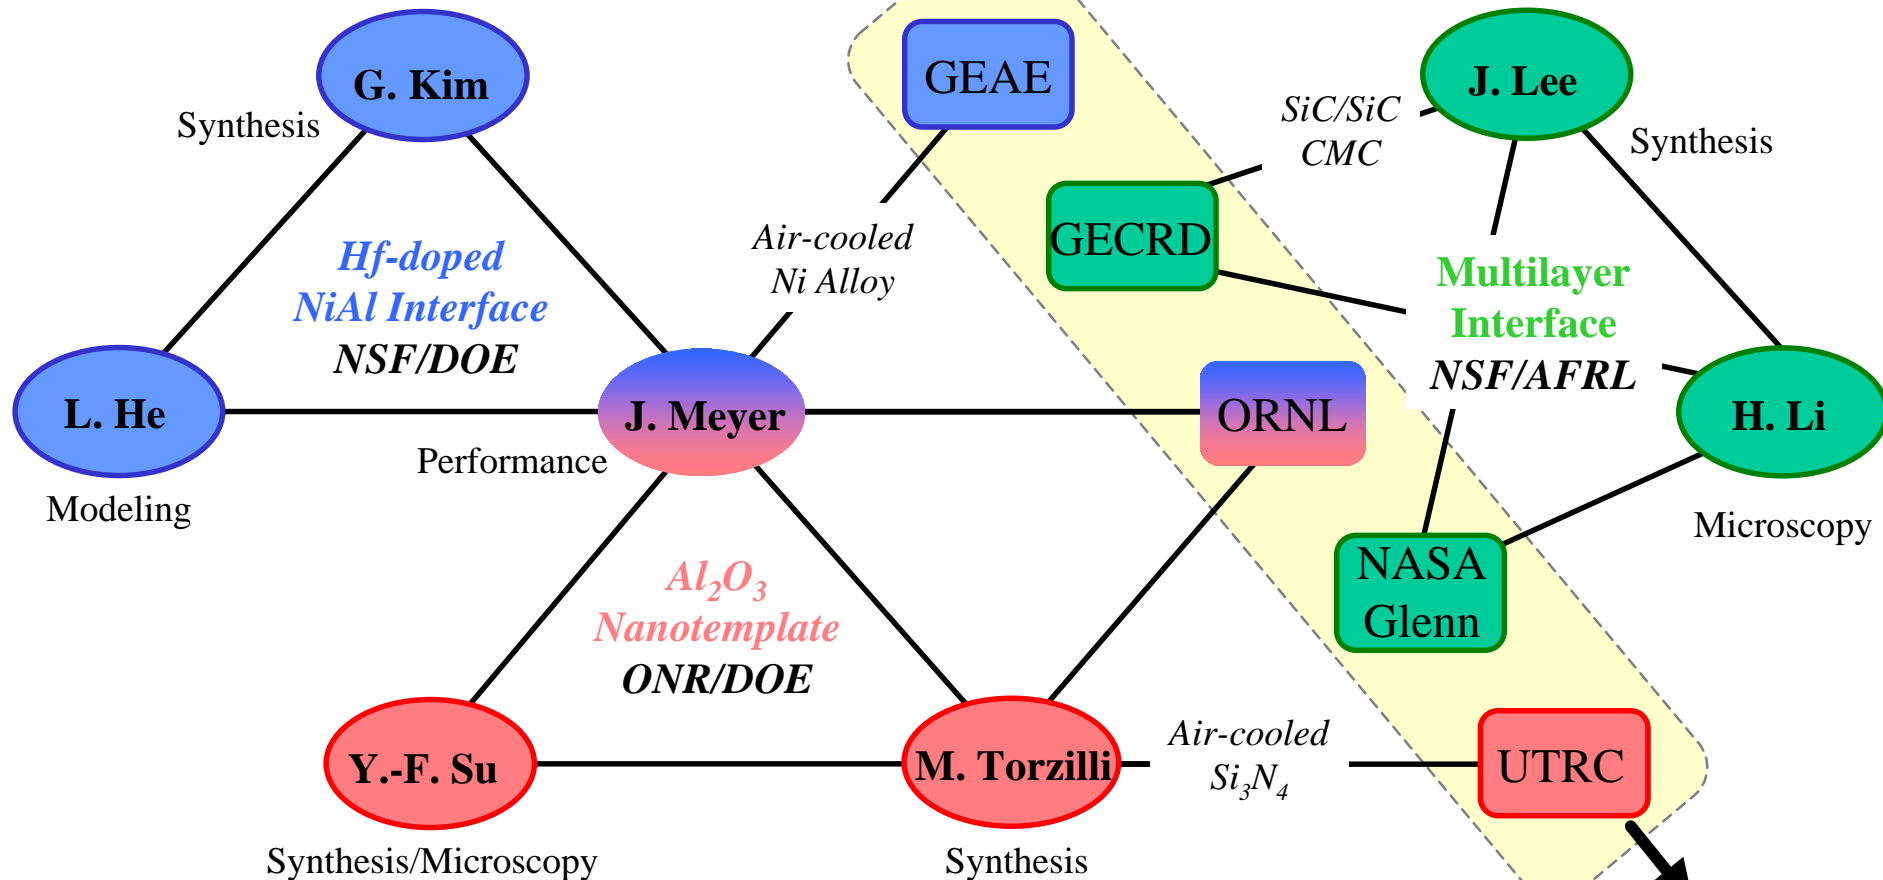 G. Kim
Synthesis
Hf-doped
NiAl Interface
NSF/DOE
L. He
Modeling
J. Meyer
Performance
Al₂O₃
Nanotemplate
ONR/DOE
Y.-F. Su
Synthesis/Microscopy
M. Torzilli
Synthesis
GEAE
Air-cooled
Ni Alloy
GECRD
SiC/SiC
CMC
J. Lee
Synthesis
Multilayer
Interface
NSF/AFRL
ORNL
H. Li
Microscopy
NASA
Glenn
Air-cooled
Si₃N₄
UTRC